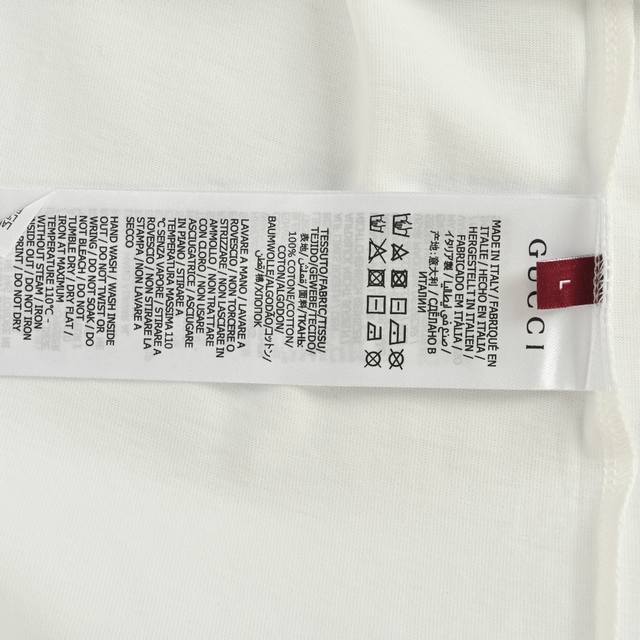 GUCCI
L
MADE IN ITALY / FABRIQUÉ EN
ITALIE / HECHO EN ITALIA /
HERGESTELLT IN ITALIEN /
FABBRICATO EM ITÁLIA /
イタリア製 / صنع في إيطاليا /
产地:意大利 / СДЕЛАНО В
ИТАЛИИ
TESSUTO/FABRIC/TISSU/
TEJIDO/GEWEBE/TECIDO/
表地/قماش/面料/ТКАНЬ:
100% COTONE/COTTON/
COTON/ALGODON/
BAUMWOLLE/ALGODÃO/コットン/
قطن/棉/ХЛОПОК
LAVARE A MANO / LAVARE A
ROVESCIO / NON TORCERE O
STRIZZARE / NON LASCIARE IN
AMMOLLO / NON TRATTARE
CON CLORO / NON USARE
ASCIUGATRICE / ASCIUGARE
IN PIANO / STIRARE A
TEMPERATURA MASSIMA 110
°C SENZA VAPORE / STIRARE A
ROVESCIO / NON STIRARE LA
STAMPA / NON LAVARE A
SECCO
HAND WASH / WASH INSIDE
OUT / DO NOT TWIST OR
WRING / DO NOT SOAK / DO
NOT BLEACH / DO NOT
TUMBLE DRY / DRY FLAT /
IRON AT MAXIMUM
TEMPERATURE 110°C -
WITHOUT STEAM / IRON
INSIDE OUT / DO NOT IRON
PRINT / DO NOT DRY